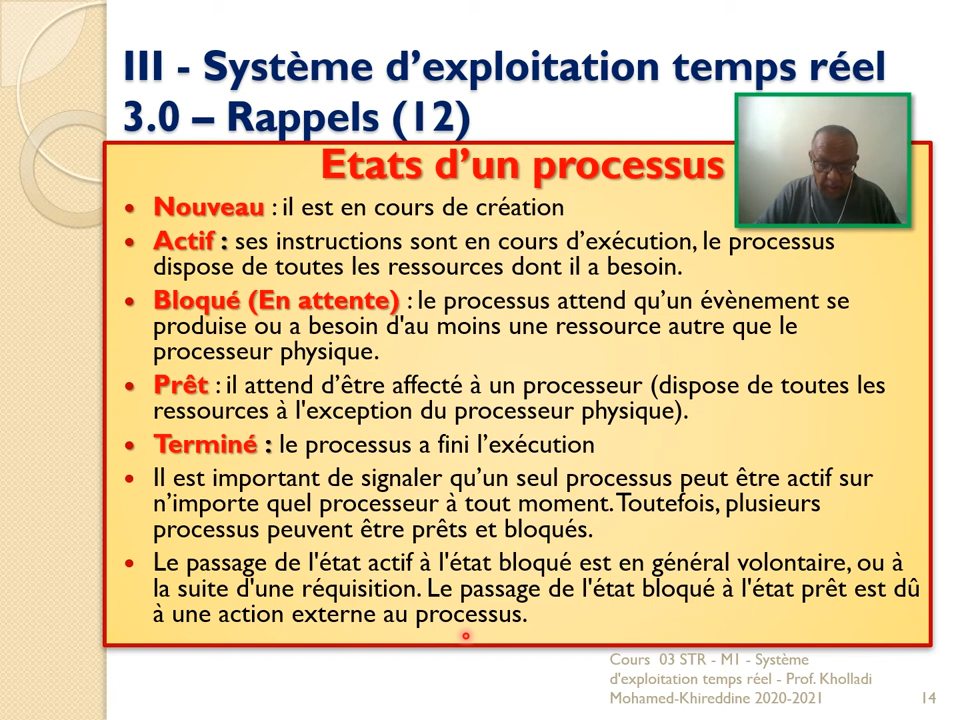 III - Système d’exploitation temps réel
3.0 – Rappels (12)
Etats d’un processus
• Nouveau : il est en cours de création
• Actif : ses instructions sont en cours d’exécution, le processus
dispose de toutes les ressources dont il a besoin.
• Bloqué (En attente) : le processus attend qu’un évènement se
produise ou a besoin d'au moins une ressource autre que le
processeur physique.
• Prêt : il attend d’être affecté à un processeur (dispose de toutes les
ressources à l'exception du processeur physique).
• Terminé : le processus a fini l’exécution
• Il est important de signaler qu’un seul processus peut être actif sur
n’importe quel processeur à tout moment. Toutefois, plusieurs
processus peuvent être prêts et bloqués.
• Le passage de l'état actif à l'état bloqué est en général volontaire, ou à
la suite d'une réquisition. Le passage de l'état bloqué à l'état prêt est dû
à une action externe au processus.
Cours 03 STR - M1 - Système
d'exploitation temps réel - Prof. Kholladi
Mohamed-Khireddine 2020-2021
14